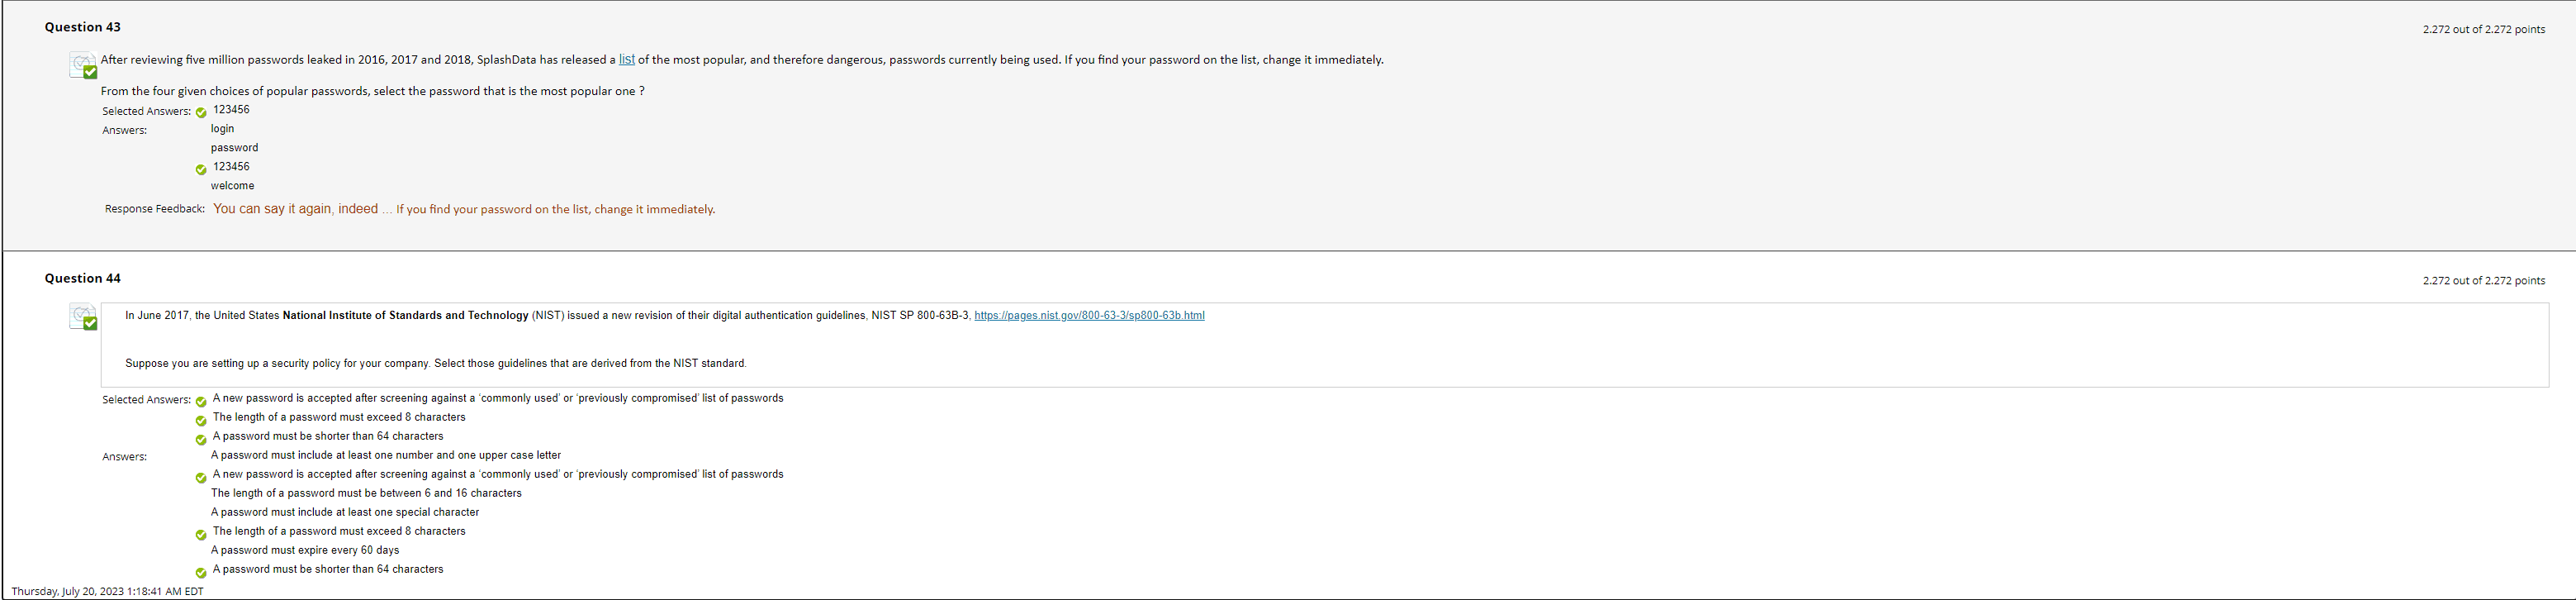 Question 43
2.272 out of 2.272 points
After reviewing five million passwords leaked in 2016, 2017 and 2018, SplashData has released a list of the most popular, and therefore dangerous, passwords currently being used. If you find your password on the list, change it immediately.
From the four given choices of popular passwords, select the password that is the most popular one ?
Selected Answers: 123456
Answers: login
password
123456
welcome
Response Feedback: You can say it again, indeed ... If you find your password on the list, change it immediately.
Question 44
2.272 out of 2.272 points
In June 2017, the United States National Institute of Standards and Technology (NIST) issued a new revision of their digital authentication guidelines, NIST SP 800-63B-3, https://pages.nist.gov/800-63-3/sp800-63b.html
Suppose you are setting up a security policy for your company. Select those guidelines that are derived from the NIST standard.
Selected Answers: A new password is accepted after screening against a ‘commonly used’ or ‘previously compromised’ list of passwords
The length of a password must exceed 8 characters
A password must be shorter than 64 characters
Answers: A password must include at least one number and one upper case letter
A new password is accepted after screening against a ‘commonly used’ or ‘previously compromised’ list of passwords
The length of a password must be between 6 and 16 characters
A password must include at least one special character
The length of a password must exceed 8 characters
A password must expire every 60 days
A password must be shorter than 64 characters
Thursday, July 20, 2023 1:18:41 AM EDT